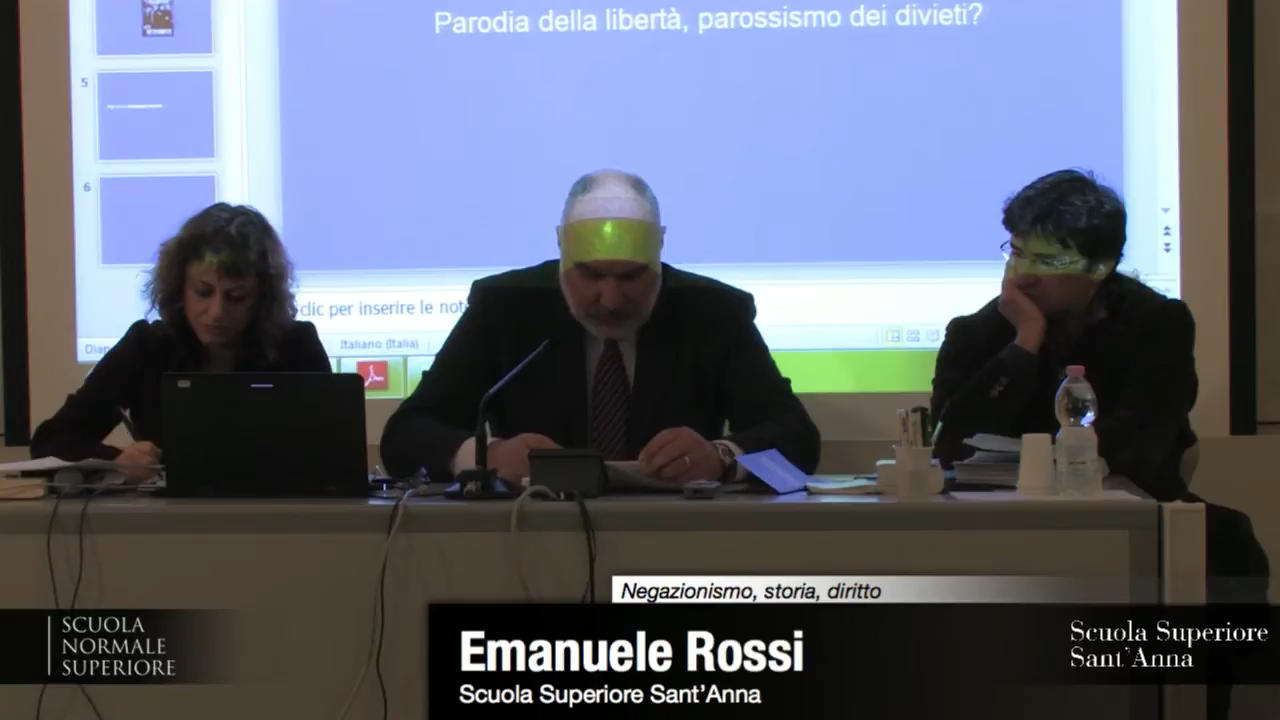 Parodia della libertà, parossismo dei divieti?
5
6
clic per inserire le not
Italiano (Italia)
Negazionismo, storia, diritto
Emanuele Rossi
Scuola Superiore Sant'Anna
SCUOLA
NORMALE
SUPERIORE
Scuola Superiore
Sant'Anna